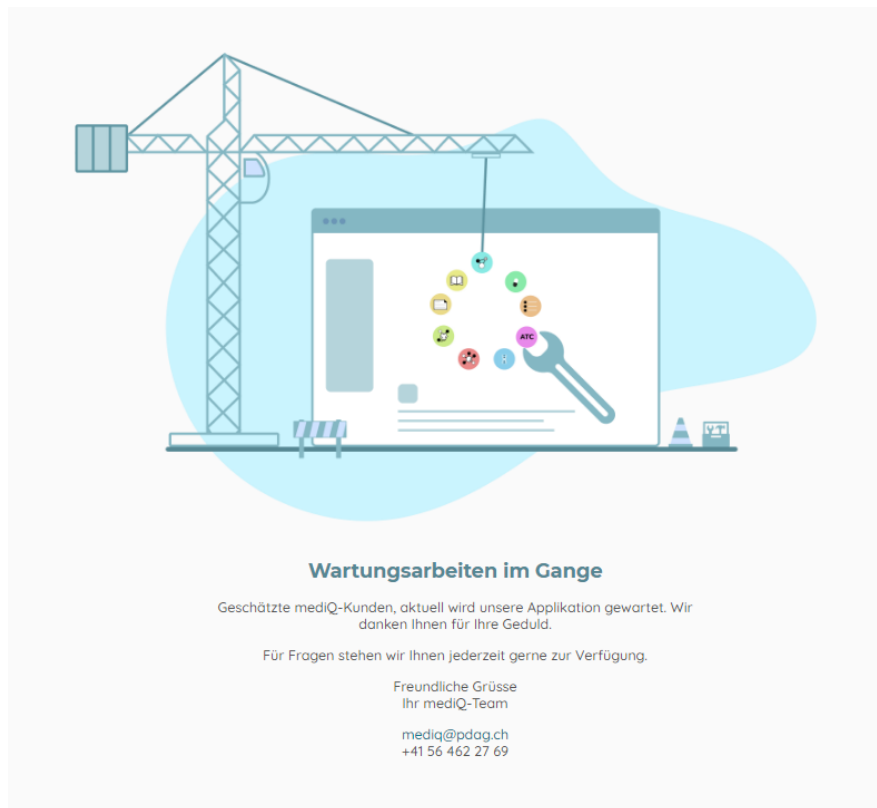 ATC
Wartungsarbeiten im Gange
Geschätzte mediQ-Kunden, aktuell wird unsere Applikation gewartet. Wir
danken Ihnen für Ihre Geduld.
Für Fragen stehen wir Ihnen jederzeit gerne zur Verfügung.
Freundliche Grüsse
Ihr mediQ-Team
mediq@pdag.ch
+41 56 462 27 69